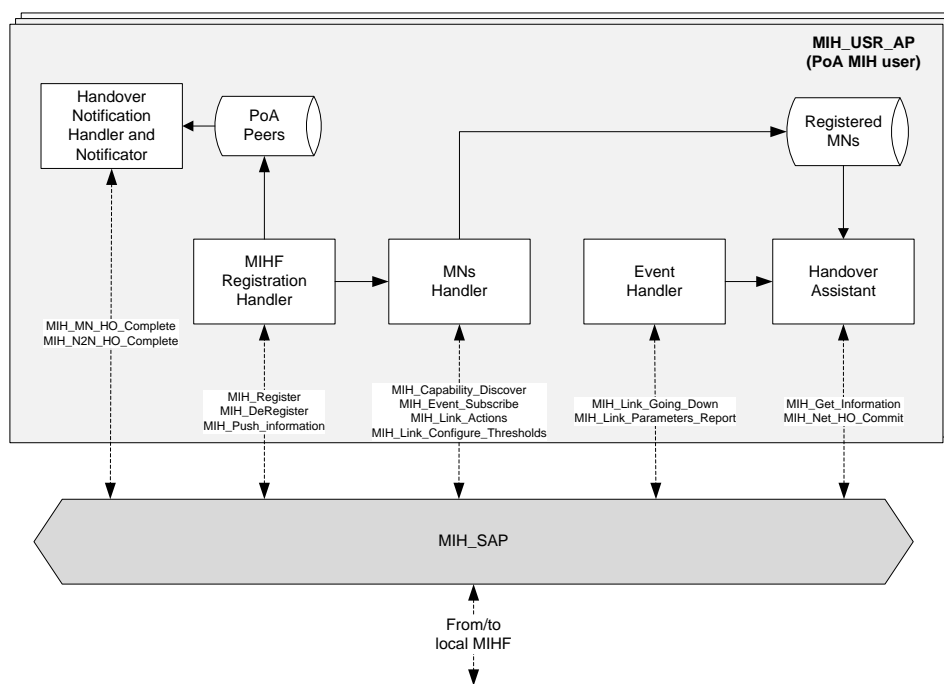 MIH_USR_AP
(PoA MIH user)
Handover
Notification
Handler and
Notificator
PoA
Peers
Registered
MNs
MIHF
Registration
Handler
MNs
Handler
Event
Handler
Handover
Assistant
MIH_MN_HO_Complete
MIH_N2N_HO_Complete
MIH_Register
MIH_DeRegister
MIH_Push_information
MIH_Capability_Discover
MIH_Event_Subscribe
MIH_Link_Actions
MIH_Link_Configure_Thresholds
MIH_Link_Going_Down
MIH_Link_Parameters_Report
MIH_Get_Information
MIH_Net_HO_Commit
MIH_SAP
From/to
local MIHF